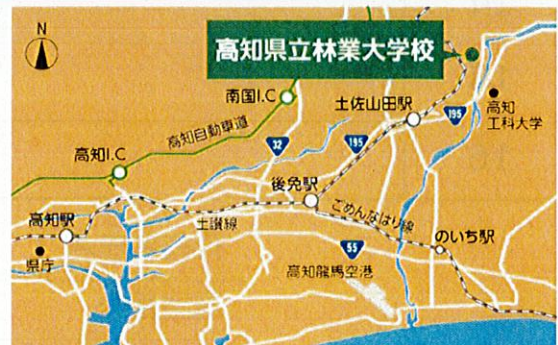 N
高知県立林業大学校
南国I.C
土佐山田駅
195
高知
工科大学
高知自動車道
32
195
高知I.C
後免駅
ごめんなはり線
高知駅
土讃線
のいち駅
県庁
55
高知龍馬空港